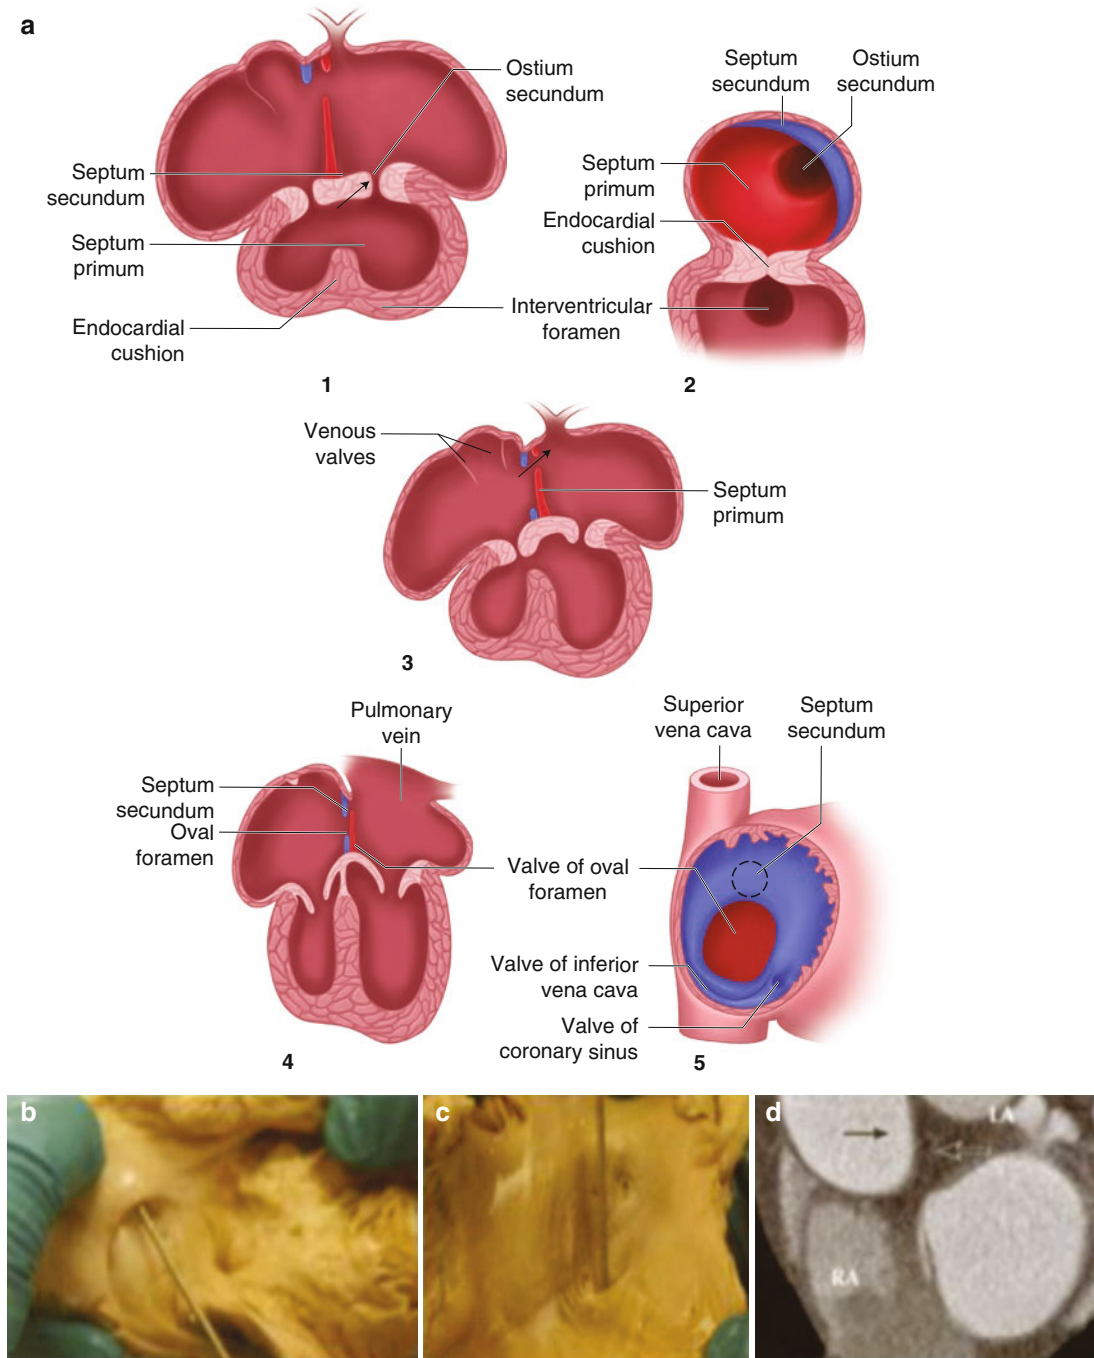 a
Ostium
secundum
Septum
secundum
Septum
primum
Endocardial
cushion
1
Septum
secundum
Ostium
secundum
Septum
primum
Endocardial
cushion
Interventricular
foramen
2
Venous
valves
Septum
primum
3
Pulmonary
vein
Septum
secundum
Oval
foramen
4
Superior
vena cava
Septum
secundum
Valve of oval
foramen
Valve of inferior
vena cava
Valve of
coronary sinus
5
b
c
d
LA
RA